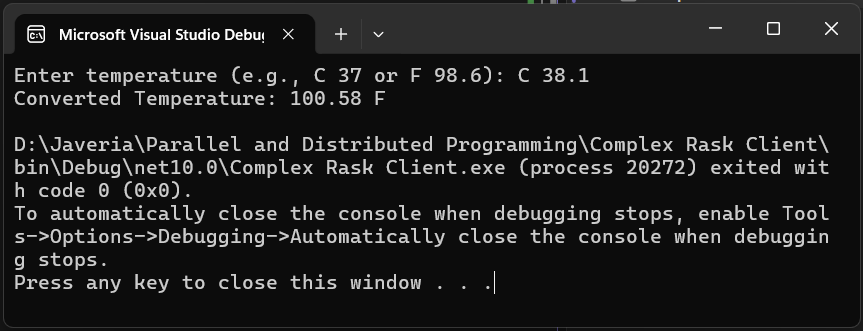 Microsoft Visual Studio Debug
Enter temperature (e.g., C 37 or F 98.6): C 38.1
Converted Temperature: 100.58 F
D:\Javeria\Parallel and Distributed Programming\Complex Rask Client\
bin\Debug\net10.0\Complex Rask Client.exe (process 20272) exited wit
h code 0 (0x0).
To automatically close the console when debugging stops, enable Tool
s->Options->Debugging->Automatically close the console when debuggin
g stops.
Press any key to close this window . . .